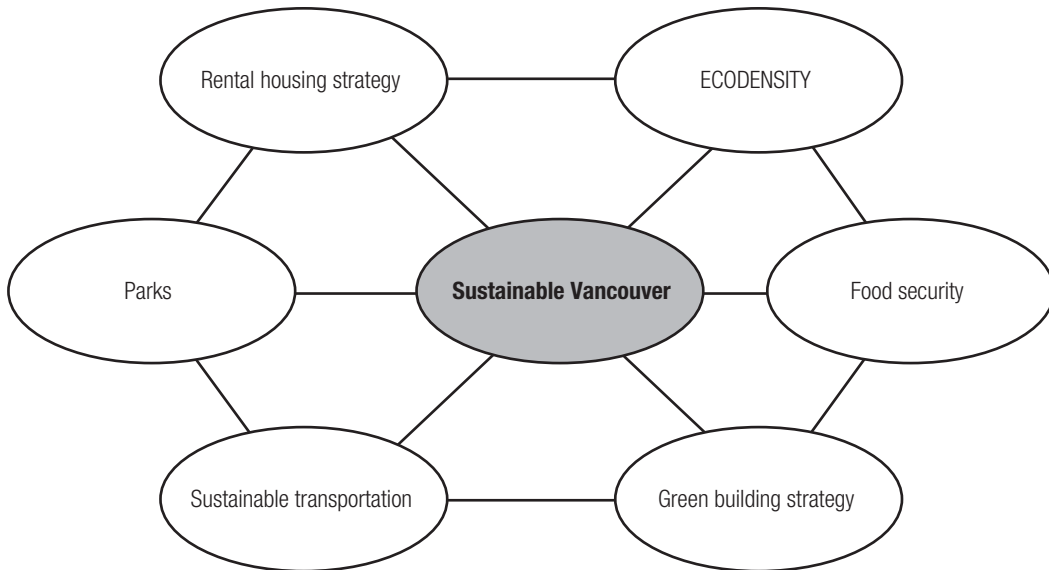 Rental housing strategy
ECODENSITY
Parks
Sustainable Vancouver
Food security
Sustainable transportation
Green building strategy